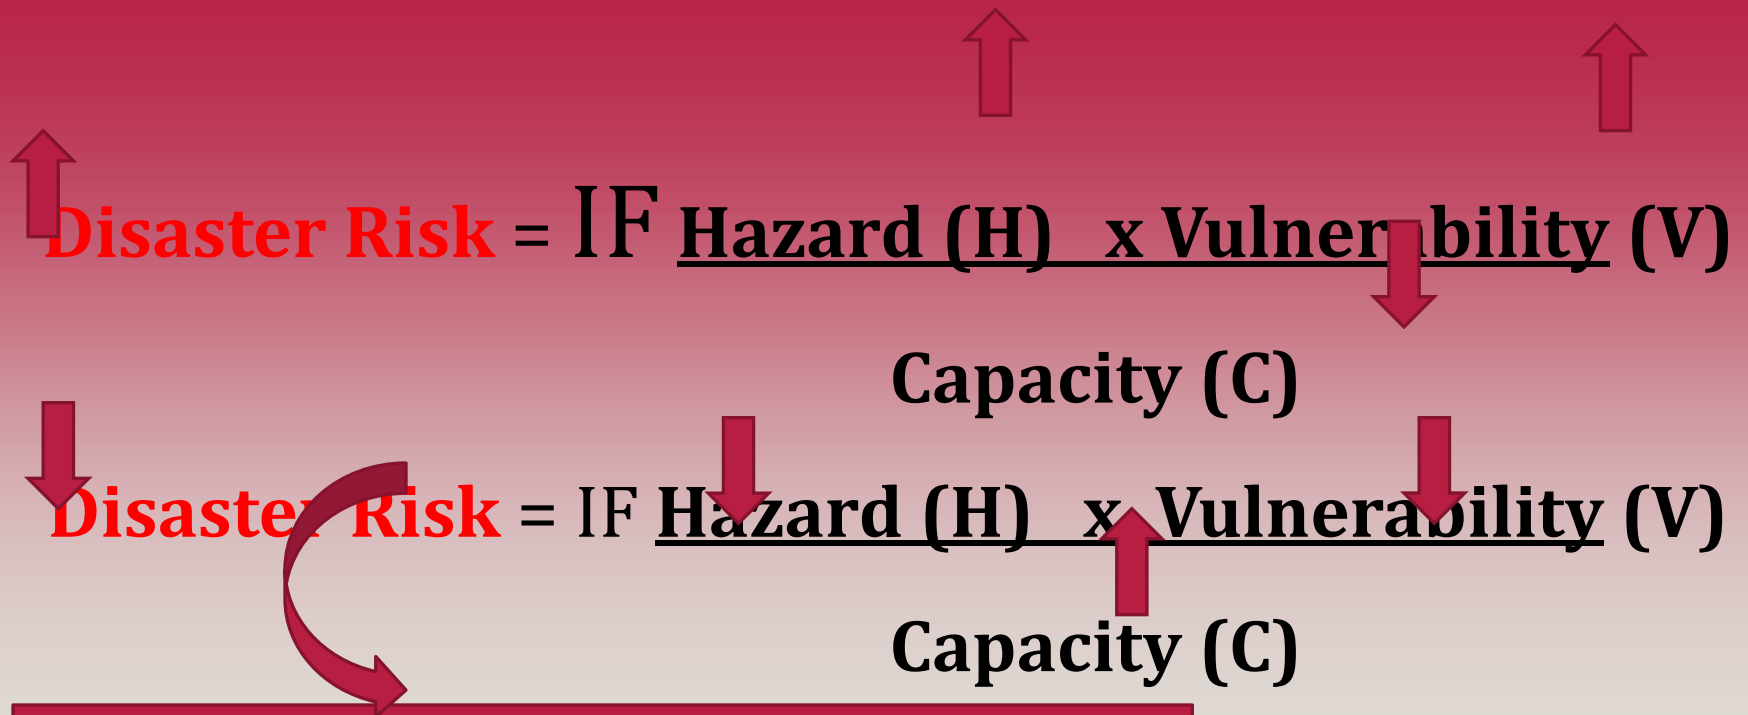 Disaster Risk = IF Hazard (H) x Vulnerability (V)
Capacity (C)
Disaster Risk = IF Hazard (H) x Vulnerability (V)
Capacity (C)